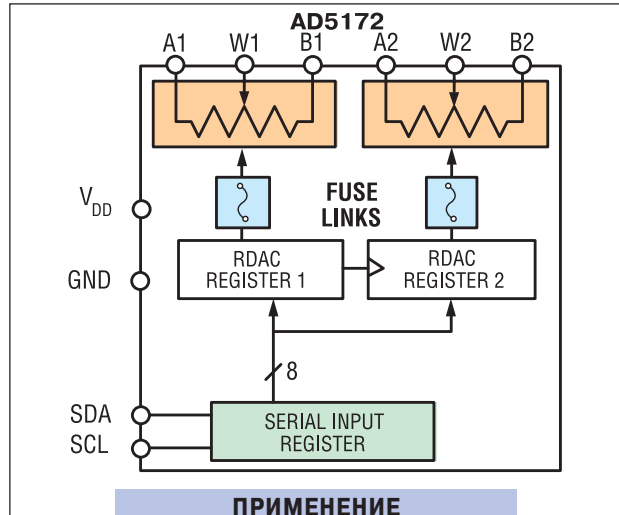 AD5172
A1 W1 B1 A2 W2 B2
V_DD
FUSE
LINKS
RDAC
REGISTER 1
RDAC
REGISTER 2
GND
8
SDA
SCL
SERIAL INPUT
REGISTER
ПРИМЕНЕНИЕ